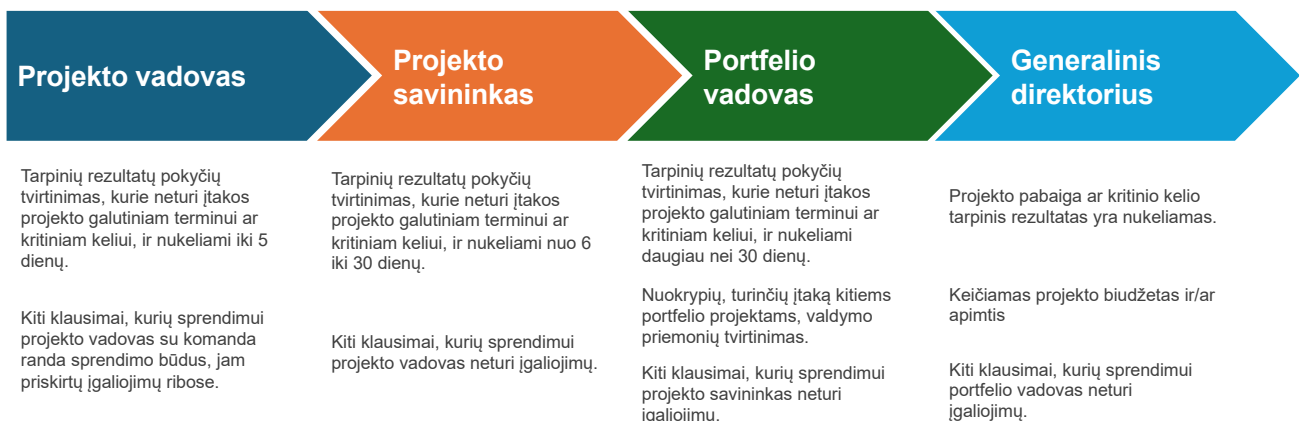 Projekto vadovas
Projekto
savininkas
Portfelio
vadovas
Generalinis
direktorius
Tarpinių rezultatų pokyčių
tvirtinimas, kurie neturi įtakos
projekto galutiniam terminui ar
kritiniam keliui, ir nukeliami iki 5
dienų.
Kiti klausimai, kurių sprendimui
projekto vadovas su komanda
randa sprendimo būdus, jam
priskirtų įgaliojimų ribose.
Tarpinių rezultatų pokyčių
tvirtinimas, kurie neturi įtakos
projekto galutiniam terminui ar
kritiniam keliui, ir nukeliami nuo 6
iki 30 dienų.
Kiti klausimai, kurių sprendimui
projekto vadovas neturi įgaliojimų.
Tarpinių rezultatų pokyčių
tvirtinimas, kurie neturi įtakos
projekto galutiniam terminui ar
kritiniam keliui, ir nukeliami
daugiau nei 30 dienų.
Nuokrypių, turinčių įtaką kitiems
portfelio projektams, valdymo
priemonių tvirtinimas.
Kiti klausimai, kurių sprendimui
projekto savininkas neturi
įgaliojimų.
Projekto pabaiga ar kritinio kelio
tarpinis rezultatas yra nukeliamas.
Keičiamas projekto biudžetas ir/ar
apimtis
Kiti klausimai, kurių sprendimui
portfelio vadovas neturi
įgaliojimų.